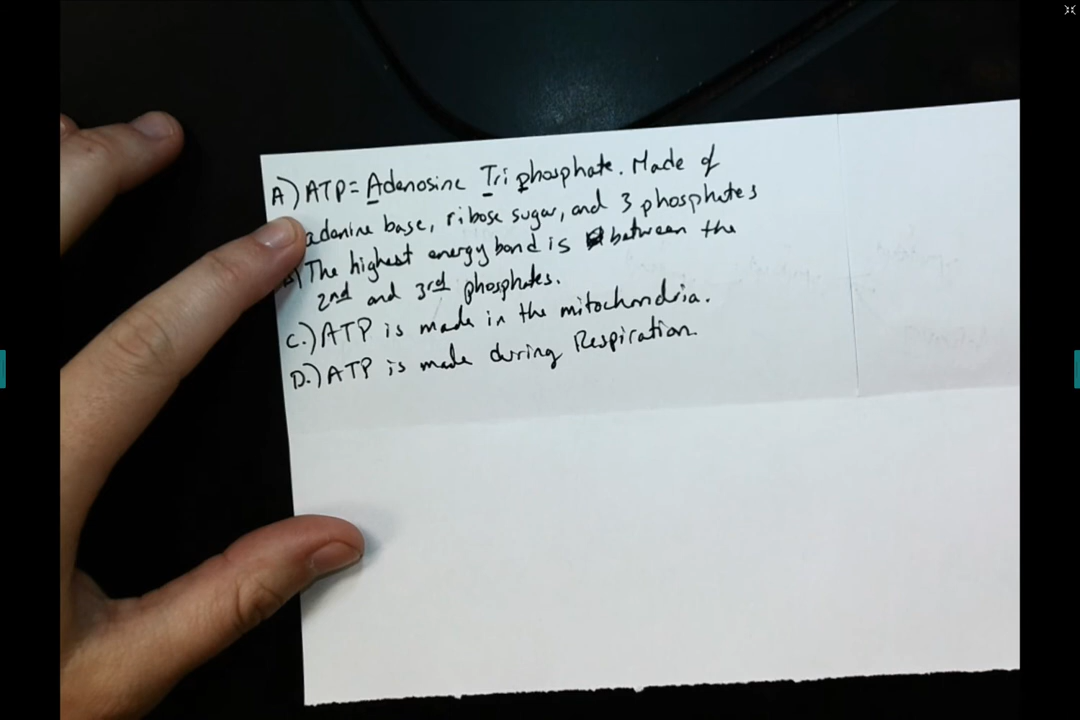 A) ATP = Adenosine Triphosphate. Made of
adanine base, ribose sugar, and 3 phosphates
The highest energy bond is between the
2nd and 3rd phosphates.
C.) ATP is made in the mitochondria.
D.) ATP is made during Respiration.